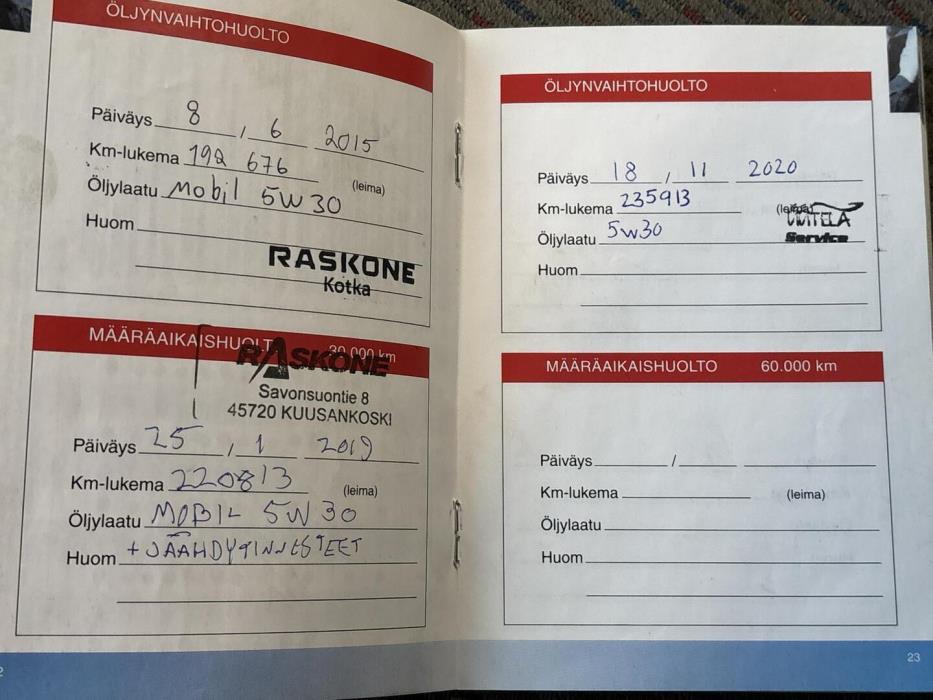 ÖLJYNVAIHTOHUOLTO
Päiväys 8 / 6 2015
Km-lukema 192 676
(leima)
Öljylaatu Mobil 5W30
Huom
RASKONE
Kotka
MÄÄRÄAIKAISHUOLTO 30.000 km
RASKONE
Savonsuontie 8
45720 KUUSANKOSKI
Päiväys 25 / 1 2019
Km-lukema 220813
(leima)
Öljylaatu MOBIL 5W30
Huom + JÄÄHDYTINNESTEET
ÖLJYNVAIHTOHUOLTO
Päiväys 18 / 11 2020
Km-lukema 235913
(leima)
Öljylaatu 5W30
Service
Huom
MÄÄRÄAIKAISHUOLTO 60.000 km
Päiväys /
Km-lukema
(leima)
Öljylaatu
Huom
23